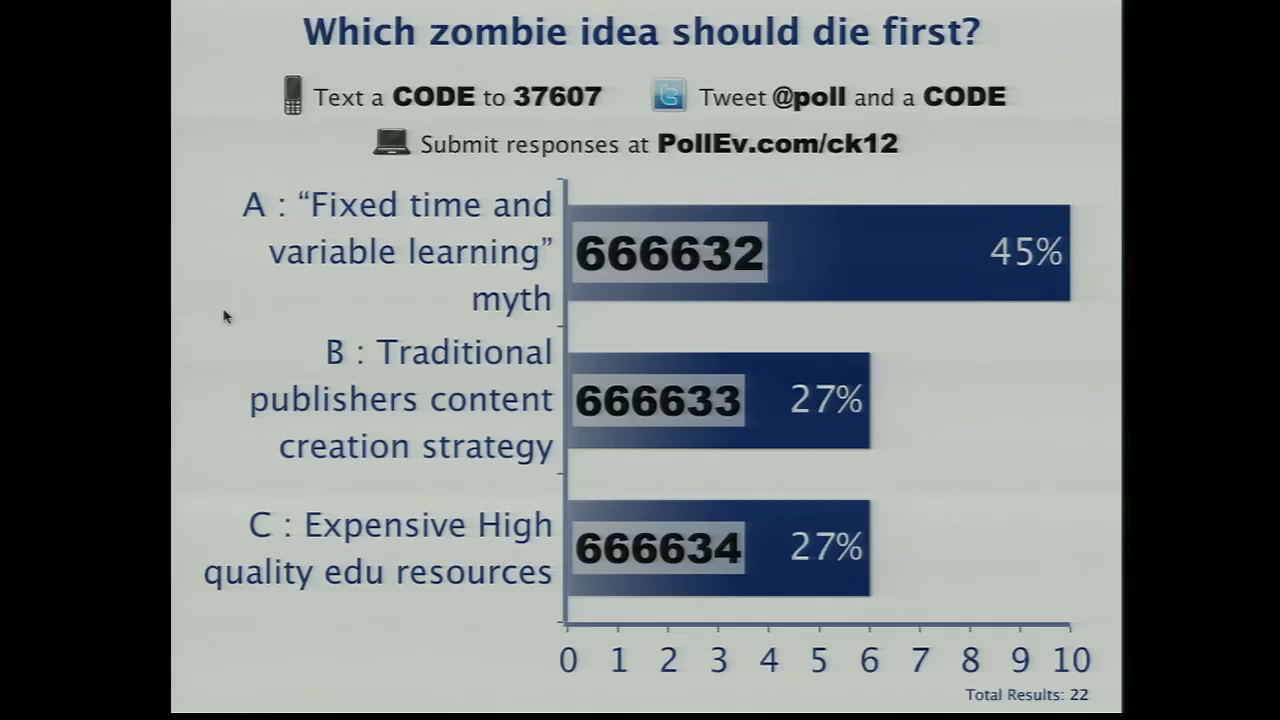 Which zombie idea should die first?
Text a CODE to 37607 Tweet @poll and a CODE
Submit responses at PollEv.com/ck12
A : “Fixed time and
variable learning”
myth
666632 45%
B : Traditional
publishers content
creation strategy
666633 27%
C : Expensive High
quality edu resources
666634 27%
0 1 2 3 4 5 6 7 8 9 10
Total Results: 22